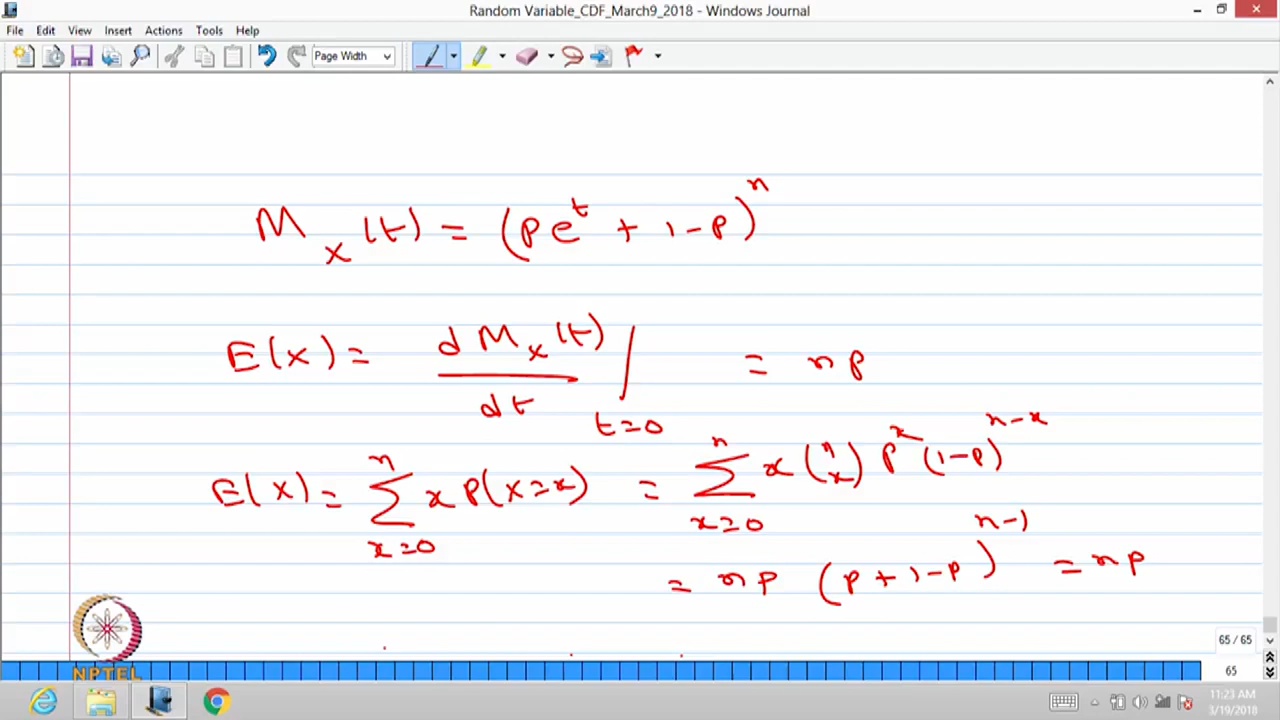 Random Variable_CDF_March9_2018 - Windows Journal
File Edit View Insert Actions Tools Help
Page Width
M_X(t) = (pe^t + 1-p)^n
E(X) = dM_X(t)/dt |_{t=0} = np
E(X) = Σ_{x=0}^{n} x P(X=x) = Σ_{x=0}^{n} x (n x) p^x (1-p)^{n-x}
= np (p+1-p)^{n-1} = np
65 / 65
NPTEL
65
11:23 AM
3/19/2018